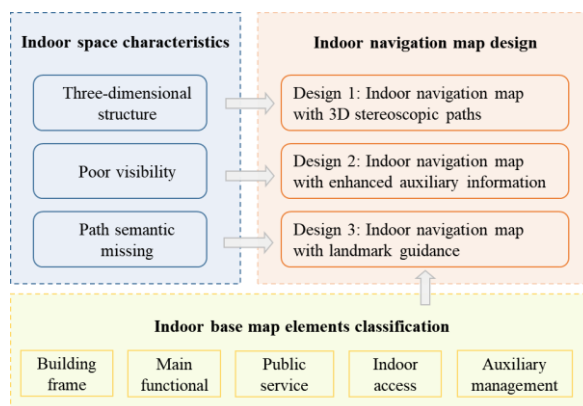 Indoor space characteristics
Three-dimensional
structure
Poor visibility
Path semantic
missing
Indoor navigation map design
Design 1: Indoor navigation map
with 3D stereoscopic paths
Design 2: Indoor navigation map
with enhanced auxiliary information
Design 3: Indoor navigation map
with landmark guidance
Indoor base map elements classification
Building
frame
Main
functional
Public
service
Indoor
access
Auxiliary
management